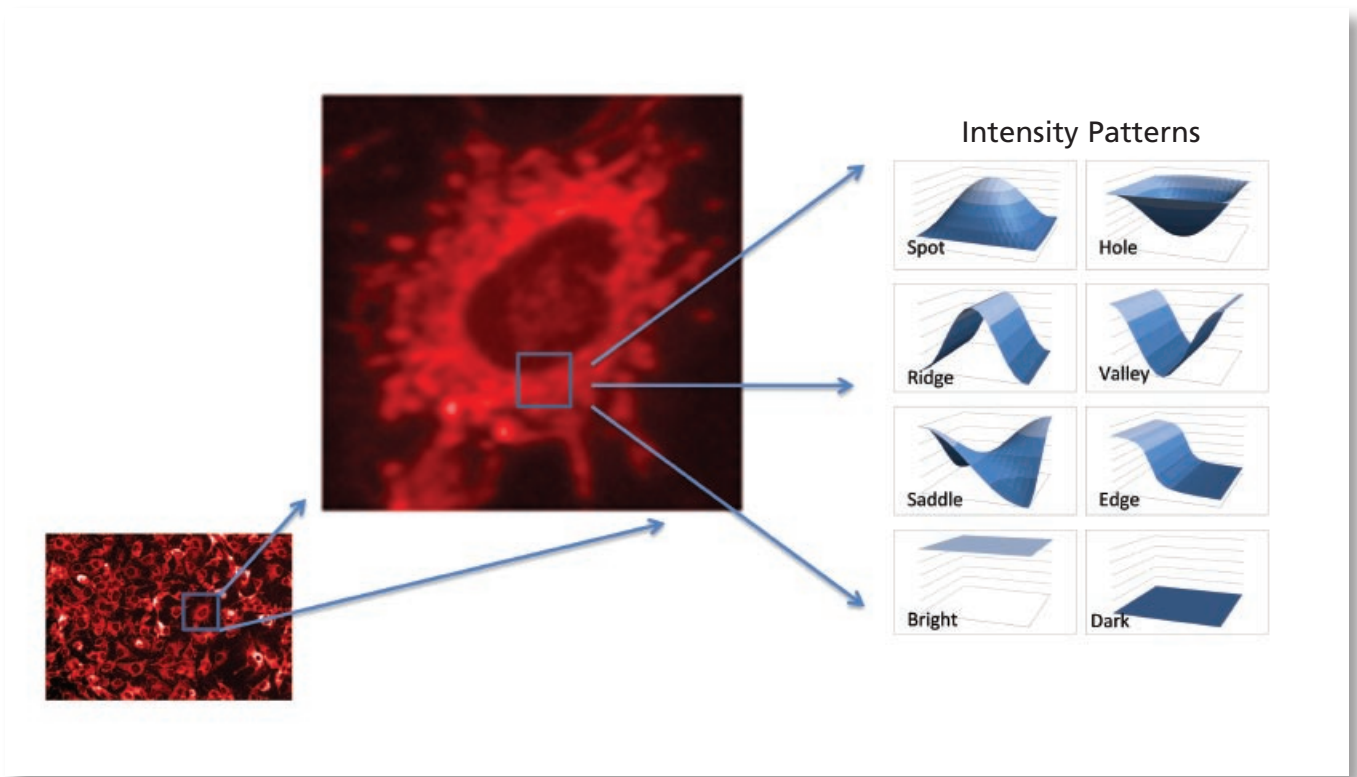 Intensity Patterns
Spot
Hole
Ridge
Valley
Saddle
Edge
Bright
Dark